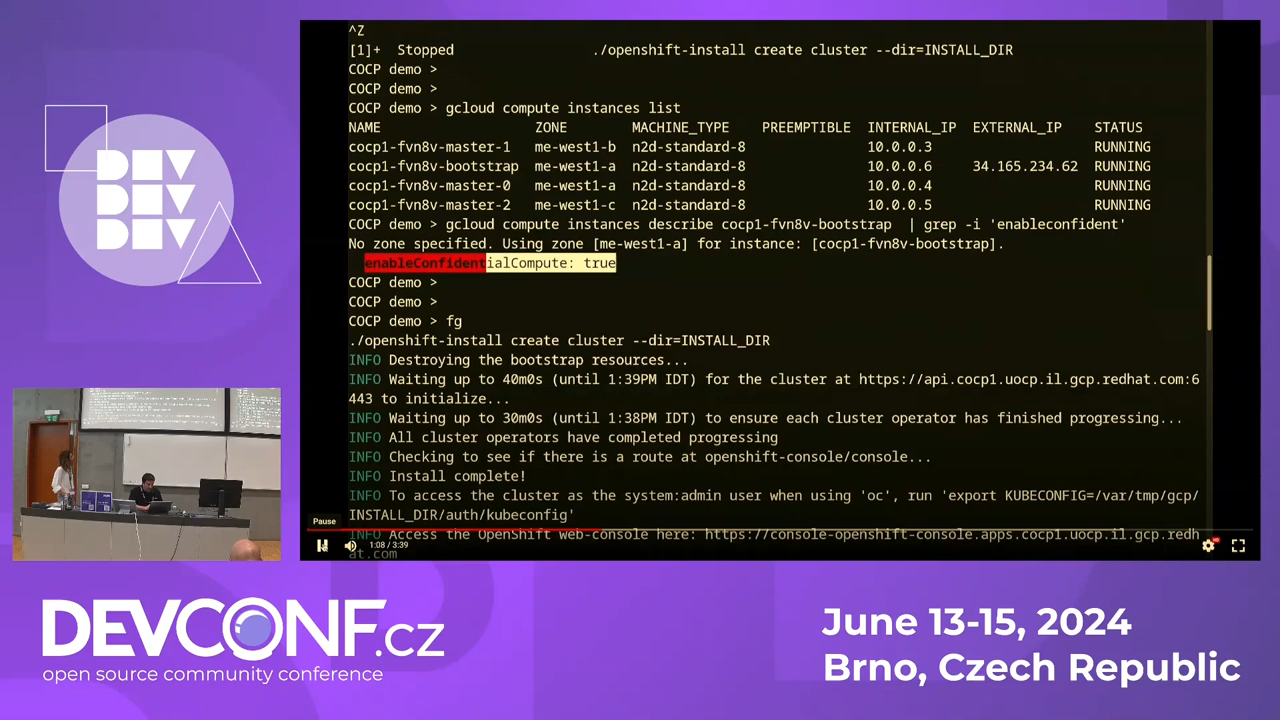 ^Z
[1]+  Stopped                 ./openshift-install create cluster --dir=INSTALL_DIR
COCP demo >
COCP demo >
COCP demo > gcloud compute instances list
NAME                   ZONE        MACHINE_TYPE    PREEMPTIBLE  INTERNAL_IP  EXTERNAL_IP    STATUS
cocp1-fvn8v-master-1   me-west1-b  n2d-standard-8               10.0.0.3                    RUNNING
cocp1-fvn8v-bootstrap  me-west1-a  n2d-standard-8               10.0.0.6     34.165.234.62  RUNNING
cocp1-fvn8v-master-0   me-west1-a  n2d-standard-8               10.0.0.4                    RUNNING
cocp1-fvn8v-master-2   me-west1-c  n2d-standard-8               10.0.0.5                    RUNNING
COCP demo > gcloud compute instances describe cocp1-fvn8v-bootstrap  | grep -i 'enableconfident'
No zone specified. Using zone [me-west1-a] for instance: [cocp1-fvn8v-bootstrap].
  enableConfidentialCompute: true
COCP demo >
COCP demo >
COCP demo > fg
./openshift-install create cluster --dir=INSTALL_DIR
INFO Destroying the bootstrap resources...
INFO Waiting up to 40m0s (until 1:39PM IDT) for the cluster at https://api.cocp1.uocp.il.gcp.redhat.com:6
443 to initialize...
INFO Waiting up to 30m0s (until 1:38PM IDT) to ensure each cluster operator has finished progressing...
INFO All cluster operators have completed progressing
INFO Checking to see if there is a route at openshift-console/console...
INFO Install complete!
INFO To access the cluster as the system:admin user when using 'oc', run 'export KUBECONFIG=/var/tmp/gcp/
INSTALL_DIR/auth/kubeconfig'
INFO Access the OpenShift web-console here: https://console-openshift-console.apps.cocp1.uocp.il.gcp.redh
at.com
Pause
1:08 / 3:39
HD
DEV
DEV
DEV
DEVCONF.cz
open source community conference
June 13-15, 2024
Brno, Czech Republic